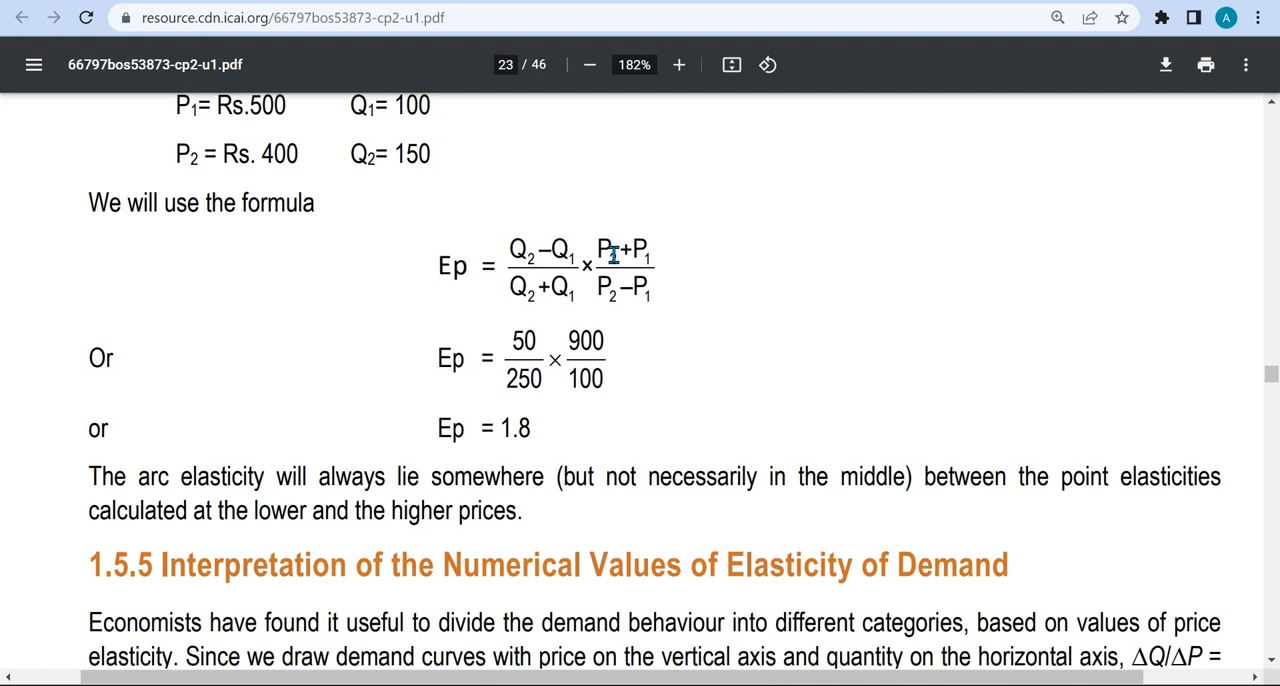 resource.cdn.icai.org/66797bos53873-cp2-u1.pdf
A
66797bos53873-cp2-u1.pdf
23 / 46
182%
P₁= Rs.500 Q₁= 100
P₂ = Rs. 400 Q₂= 150
We will use the formula
Ep = (Q₂–Q₁)/(Q₂+Q₁) × (P₂+P₁)/(P₂–P₁)
Or Ep = 50/250 × 900/100
or Ep = 1.8
The arc elasticity will always lie somewhere (but not necessarily in the middle) between the point elasticities
calculated at the lower and the higher prices.
1.5.5 Interpretation of the Numerical Values of Elasticity of Demand
Economists have found it useful to divide the demand behaviour into different categories, based on values of price
elasticity. Since we draw demand curves with price on the vertical axis and quantity on the horizontal axis, ΔQ/ΔP =